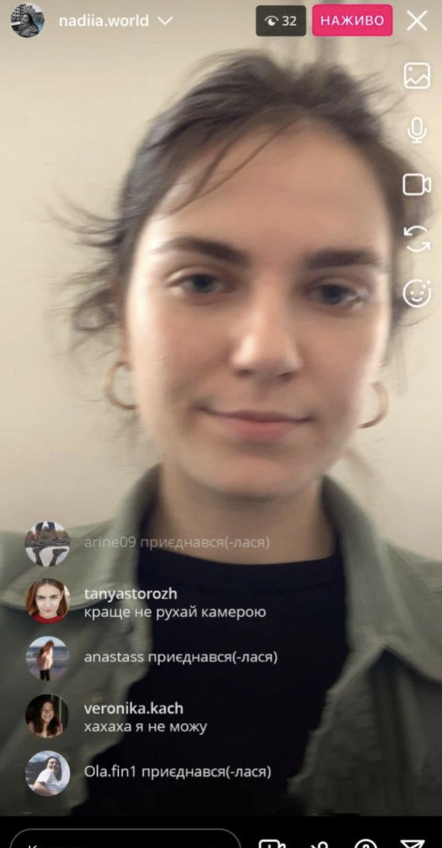 nadiia.world
32
НАЖИВО
arine09 приєднався(-лася)
tanyastorozh
краще не рухай камерою
anastass приєднався(-лася)
veronika.kach
хахаха я не можу
Ola.fin1 приєднався(-лася)